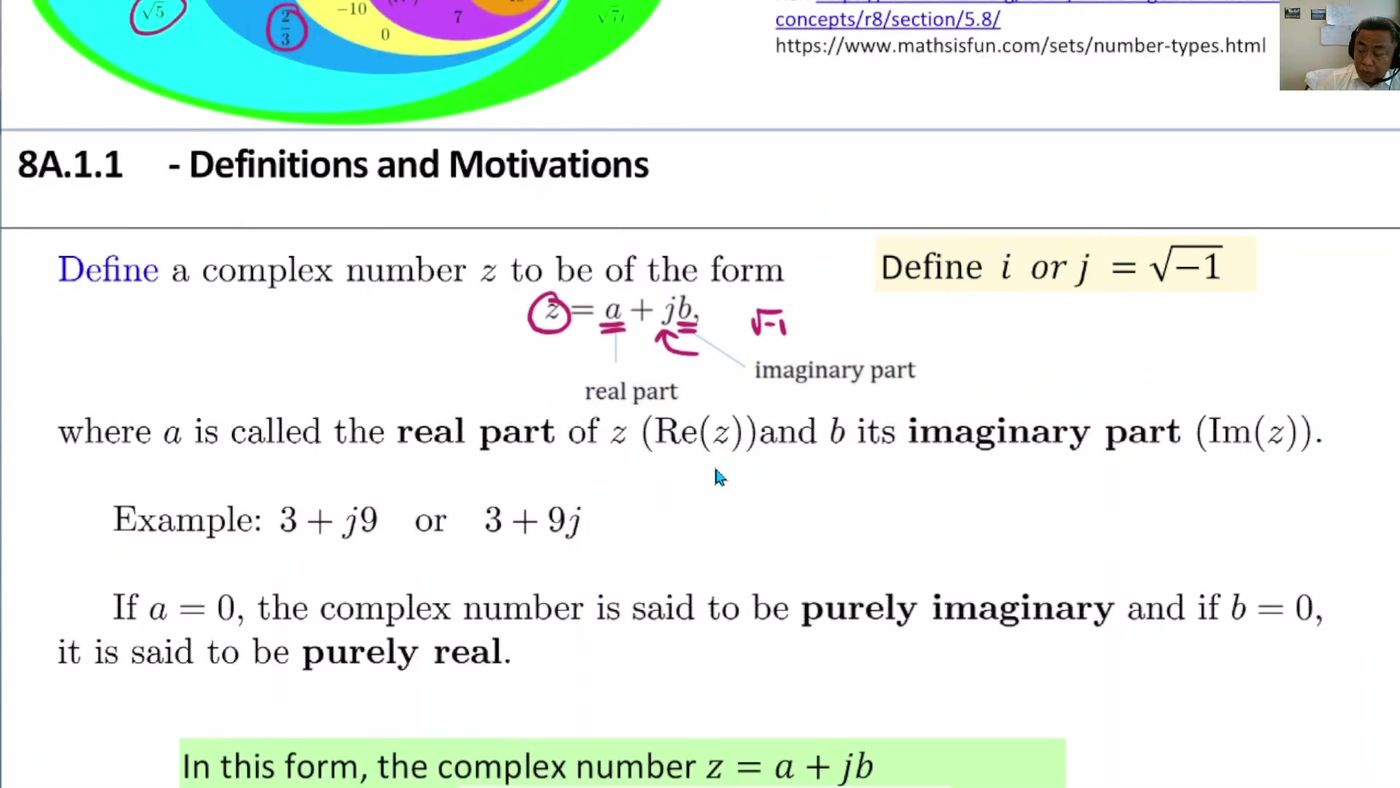 √5
2
3
-10
0
7
√7i
concepts/r8/section/5.8/
https://www.mathsisfun.com/sets/number-types.html
8A.1.1 - Definitions and Motivations
Define a complex number z to be of the form
Define i or j = √-1
z = a + jb,
√-1
imaginary part
real part
where a is called the real part of z (Re(z))and b its imaginary part (Im(z)).
Example: 3 + j9 or 3 + 9j
If a = 0, the complex number is said to be purely imaginary and if b = 0,
it is said to be purely real.
In this form, the complex number z = a + jb